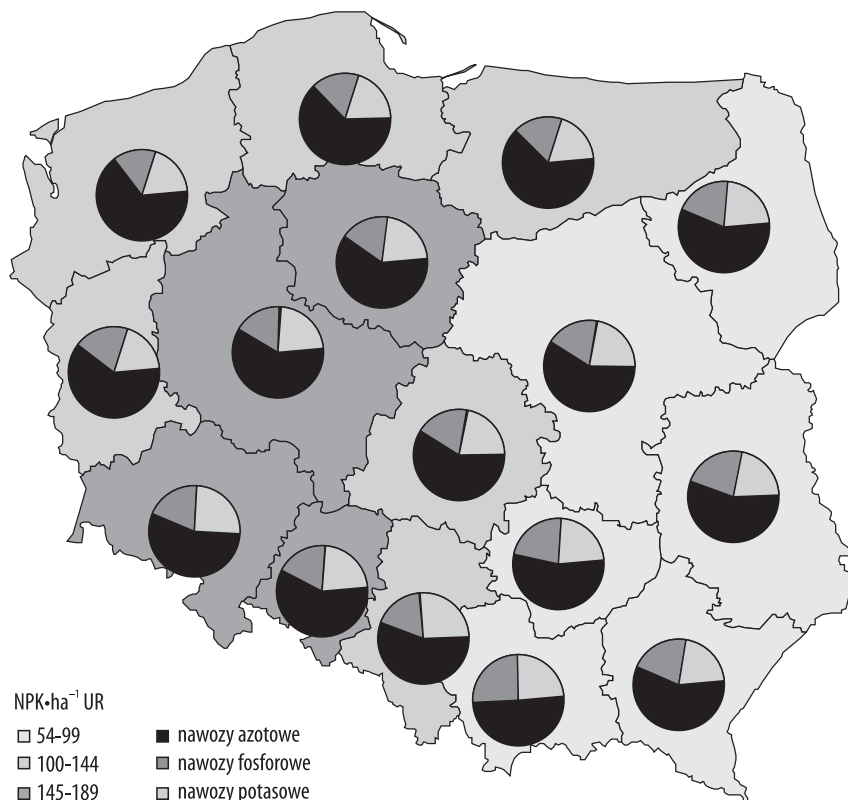 NPK•ha⁻¹ UR
54-99
100-144
145-189
nawozy azotowe
nawozy fosforowe
nawozy potasowe